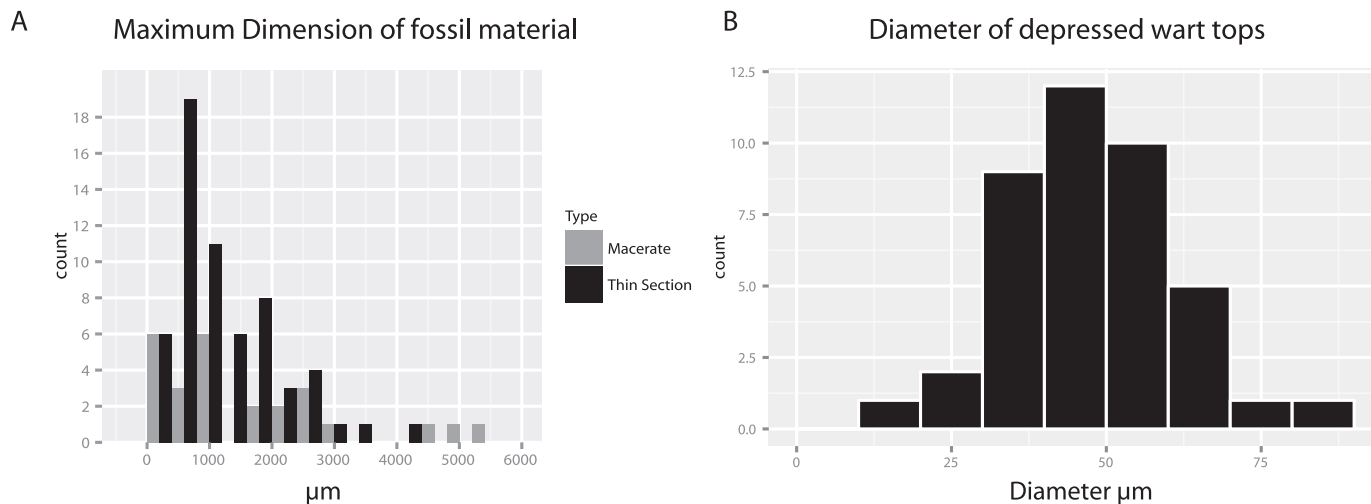 A
Maximum Dimension of fossil material
18
16
14
12
10
8
6
4
2
0
count
0 1000 2000 3000 4000 5000 6000
µm
Type
Macerate
Thin Section
B
Diameter of depressed wart tops
12.5
10.0
7.5
5.0
2.5
0.0
count
0 25 50 75
Diameter µm